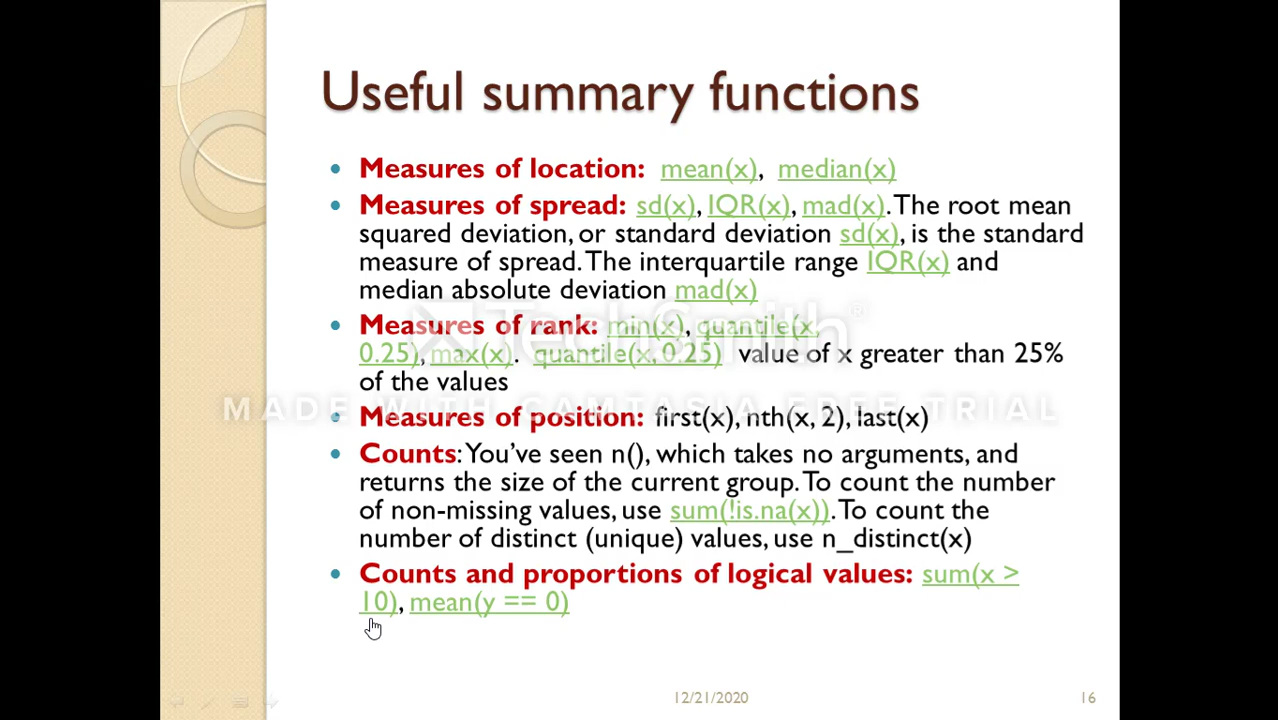 Useful summary functions
Measures of location: mean(x), median(x)
Measures of spread: sd(x), IQR(x), mad(x). The root mean
squared deviation, or standard deviation sd(x), is the standard
measure of spread. The interquartile range IQR(x) and
median absolute deviation mad(x)
TechSmith®
Measures of rank: min(x), quantile(x,
0.25), max(x). quantile(x, 0.25) value of x greater than 25%
of the values
MADE WITH CAMTASIA FREE TRIAL
Measures of position: first(x), nth(x, 2), last(x)
Counts: You’ve seen n(), which takes no arguments, and
returns the size of the current group. To count the number
of non-missing values, use sum(!is.na(x)). To count the
number of distinct (unique) values, use n_distinct(x)
Counts and proportions of logical values: sum(x >
10), mean(y == 0)
12/21/2020
16